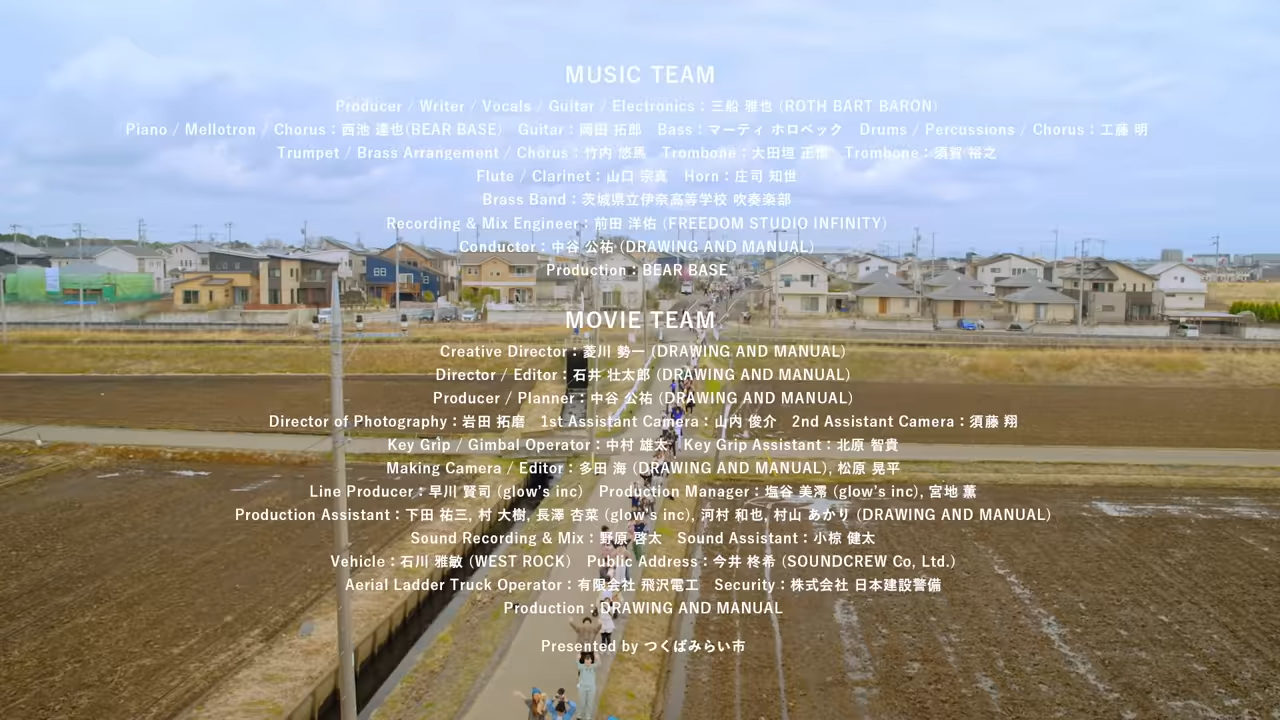 MUSIC TEAM
Producer / Writer / Vocals / Guitar / Electronics：三船 雅也 (ROTH BART BARON)
Piano / Mellotron / Chorus：西池 達也(BEAR BASE)　Guitar：岡田 拓郎　Bass：マーティ ホロベック　Drums / Percussions / Chorus：工藤 明
Trumpet / Brass Arrangement / Chorus：竹内 悠馬　Trombone：大田垣 正信　Trombone：須賀 裕之
Flute / Clarinet：山口 宗真　Horn：庄司 知世
Brass Band：茨城県立伊奈高等学校 吹奏楽部
Recording & Mix Engineer：前田 洋佑 (FREEDOM STUDIO INFINITY)
Conductor：中谷 公祐 (DRAWING AND MANUAL)
Production：BEAR BASE
MOVIE TEAM
Creative Director：菱川 勢一 (DRAWING AND MANUAL)
Director / Editor：石井 壮太郎 (DRAWING AND MANUAL)
Producer / Planner：中谷 公祐 (DRAWING AND MANUAL)
Director of Photography：岩田 拓磨　1st Assistant Camera：山内 俊介　2nd Assistant Camera：須藤 翔
Key Grip / Gimbal Operator：中村 雄太　Key Grip Assistant：北原 智貴
Making Camera / Editor：多田 海 (DRAWING AND MANUAL), 松原 晃平
Line Producer：早川 賢司 (glow's inc)　Production Manager：塩谷 美澪 (glow's inc), 宮地 薫
Production Assistant：下田 祐三, 村 大樹, 長澤 杏菜 (glow's inc), 河村 和也, 村山 あかり (DRAWING AND MANUAL)
Sound Recording & Mix：野原 啓太　Sound Assistant：小椋 健太
Vehicle：石川 雅敏 (WEST ROCK)　Public Address：今井 柊希 (SOUNDCREW Co, Ltd.)
Aerial Ladder Truck Operator：有限会社 飛沢電工　Security：株式会社 日本建設警備
Production：DRAWING AND MANUAL
Presented by つくばみらい市